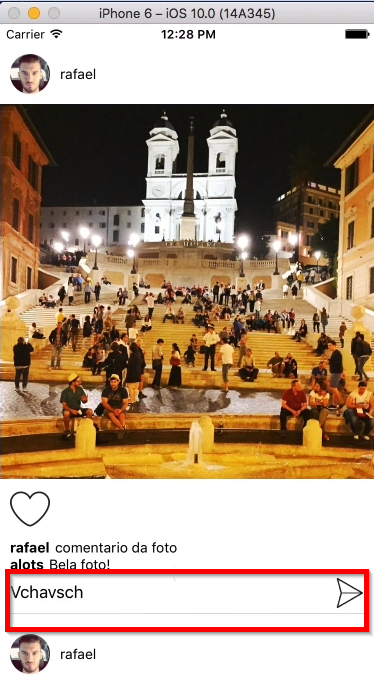 iPhone 6 – iOS 10.0 (14A345)
Carrier 12:28 PM
rafael
rafael comentario da foto
alots Bela foto!
Vchavsch
rafael